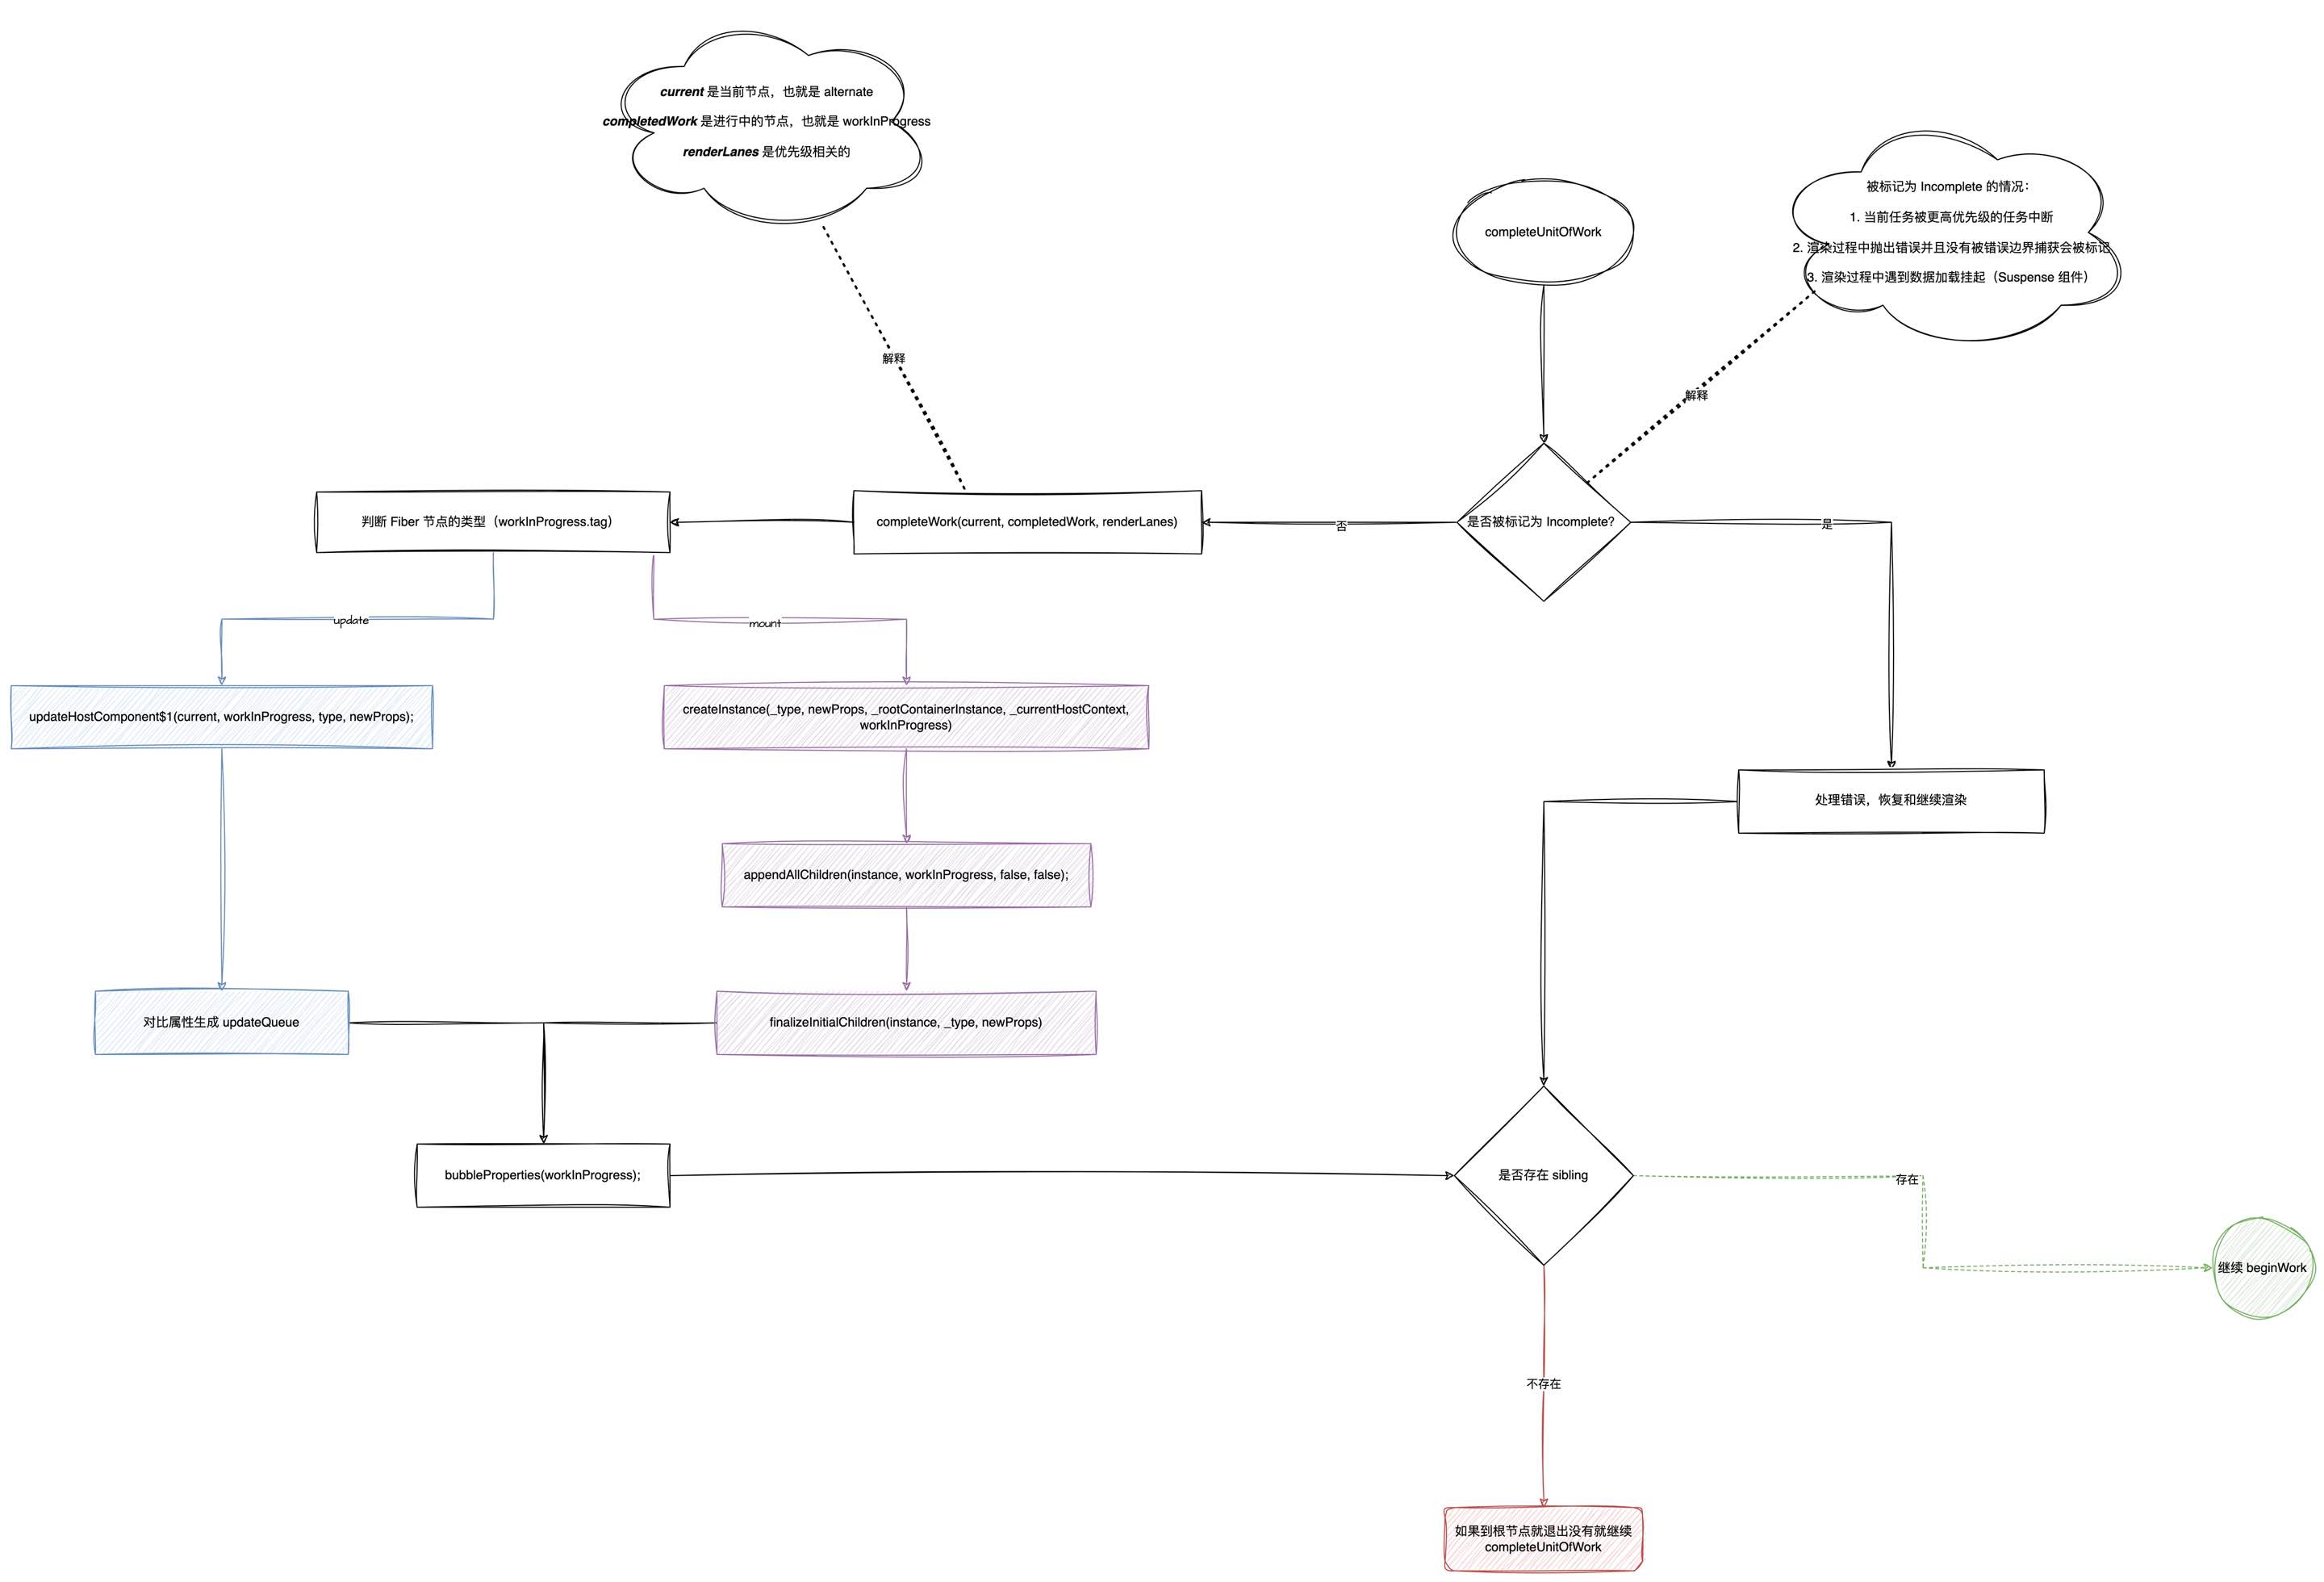 current 是当前节点，也就是 alternate
completedWork 是进行中的节点，也就是 workInProgress
renderLanes 是优先级相关的
completeUnitOfWork
被标记为 Incomplete 的情况：
1. 当前任务被更高优先级的任务中断
2. 渲染过程中抛出错误并且没有被错误边界捕获会被标记
3. 渲染过程中遇到数据加载挂起（Suspense 组件）
解释
解释
判断 Fiber 节点的类型（workInProgress.tag）
completeWork(current, completedWork, renderLanes)
否
是否被标记为 Incomplete?
是
update
mount
updateHostComponent$1(current, workInProgress, type, newProps);
createInstance(_type, newProps, _rootContainerInstance, _currentHostContext,
workInProgress)
处理错误，恢复和继续渲染
appendAllChildren(instance, workInProgress, false, false);
对比属性生成 updateQueue
finalizeInitialChildren(instance, _type, newProps)
bubbleProperties(workInProgress);
是否存在 sibling
存在
继续 beginWork
不存在
如果到根节点就退出没有就继续
completeUnitOfWork